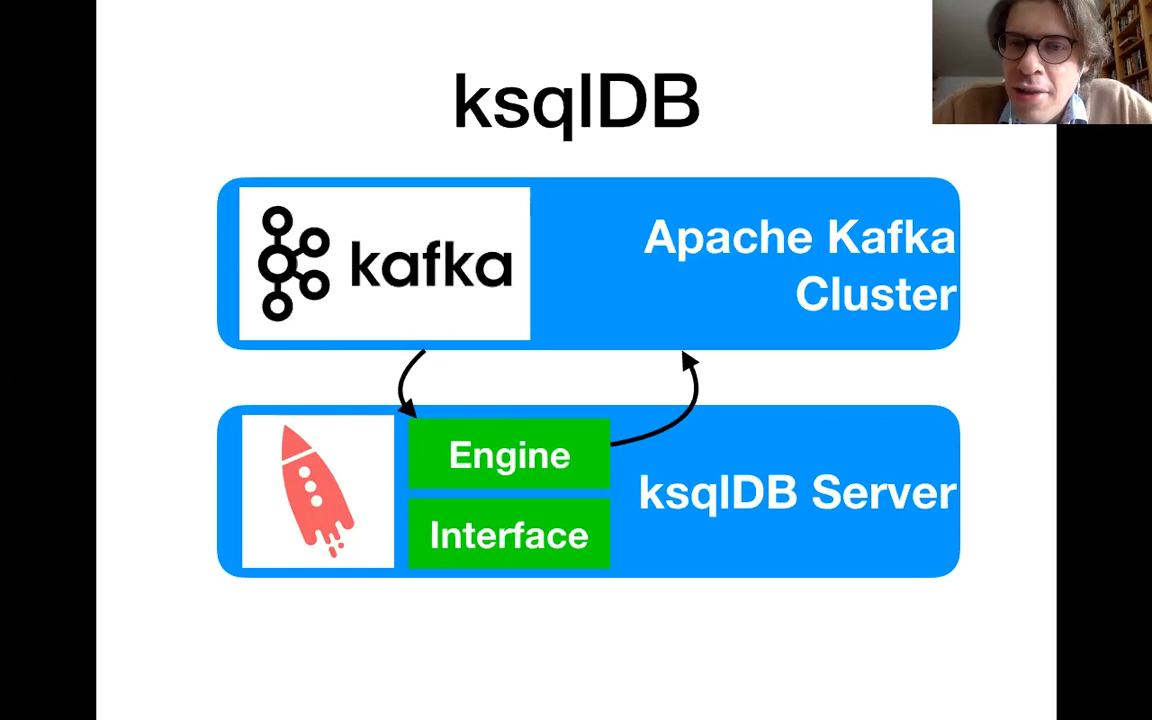 ksqlDB
kafka
Apache Kafka
Cluster
Engine
Interface
ksqlDB Server